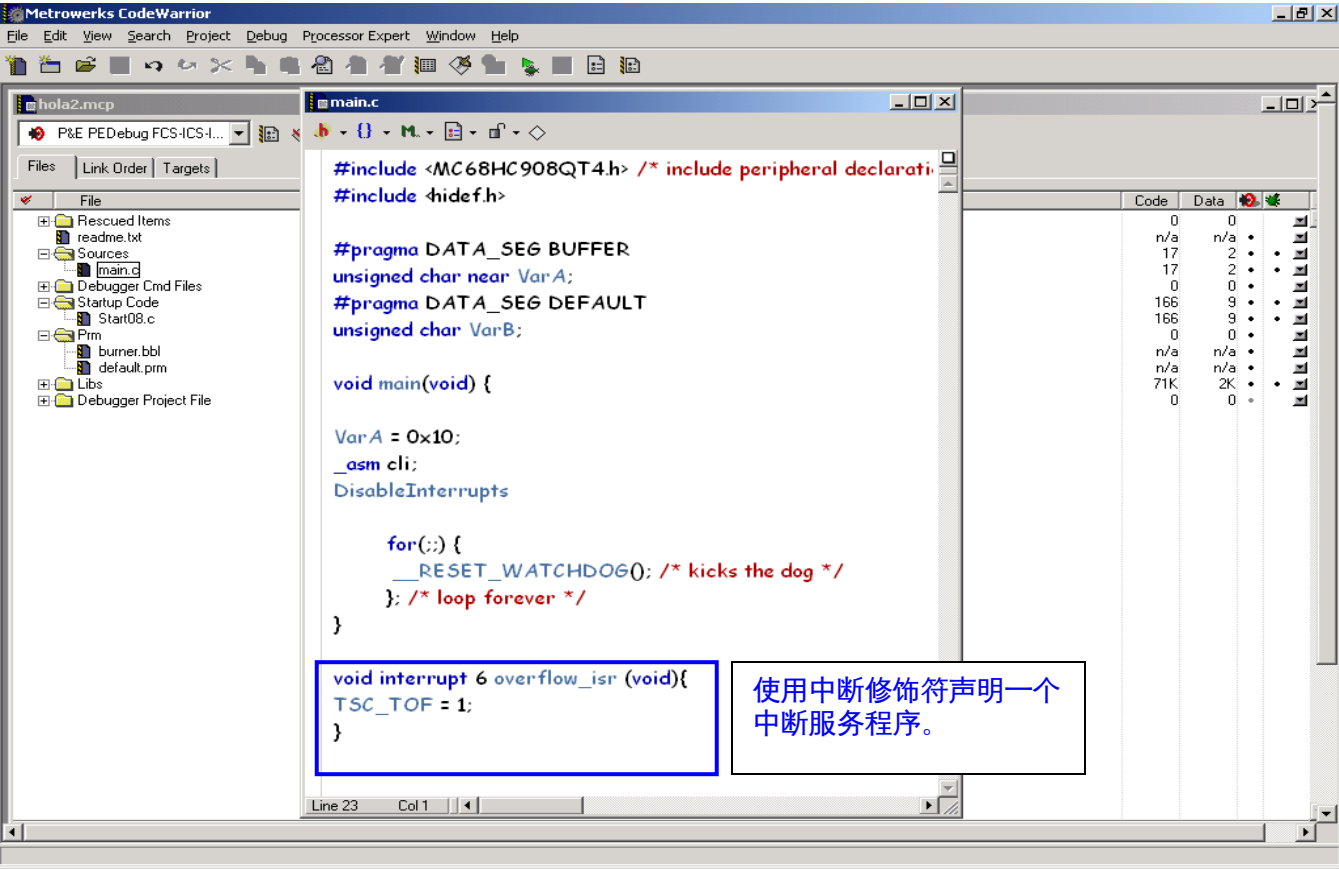 Metrowerks CodeWarrior
File Edit View Search Project Debug Processor Expert Window Help
hola2.mcp
P&E PEDebug FCS-ICS-I...
Files Link Order Targets
File Code Data
Rescued Items 0 0
readme.txt n/a n/a
Sources 17 2
main.c 17 2
Debugger Cmd Files 0 0
Startup Code 166 9
Start08.c 166 9
Prm 0 0
burner.bbl n/a n/a
default.prm n/a n/a
Libs 71K 2K
Debugger Project File 0 0
main.c
#include <MC68HC908QT4.h> /* include peripheral declarati
#include <hidef.h>
#pragma DATA_SEG BUFFER
unsigned char near VarA;
#pragma DATA_SEG DEFAULT
unsigned char VarB;
void main(void) {
VarA = 0x10;
_asm cli;
DisableInterrupts
for(;;) {
__RESET_WATCHDOG(); /* kicks the dog */
}; /* loop forever */
}
void interrupt 6 overflow_isr (void){
TSC_TOF = 1;
}
使用中断修饰符声明一个
中断服务程序。
Line 23 Col 1